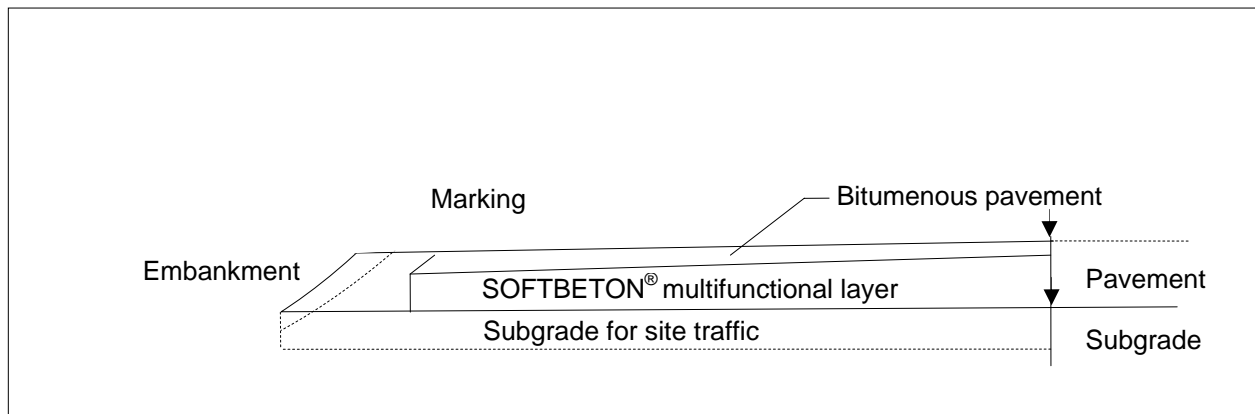 Marking
Bitumenous pavement
Embankment
Pavement
SOFTBETON® multifunctional layer
Subgrade for site traffic
Subgrade